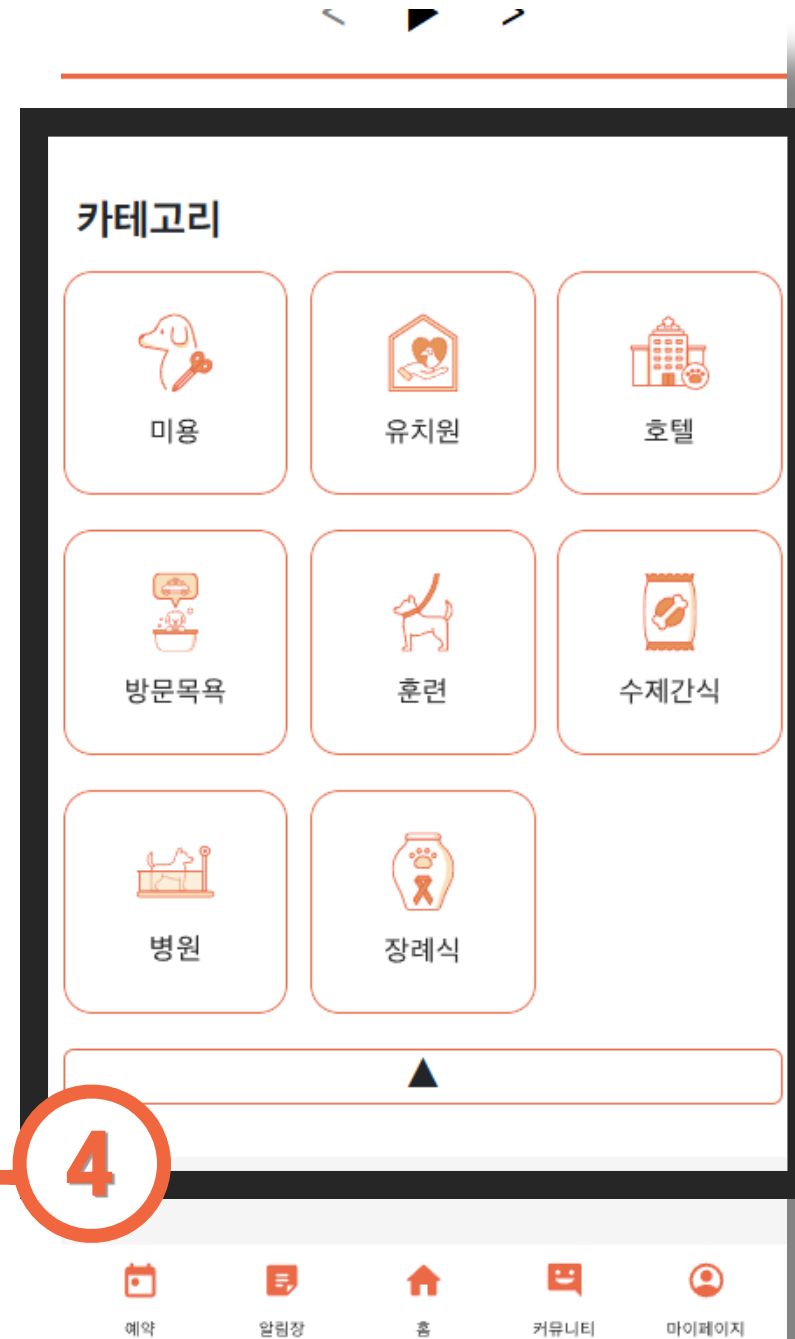 카테고리
미용 유치원 호텔
방문목욕 훈련 수제간식
병원 장례식
4
예약 알림장 홈 커뮤니티 마이페이지